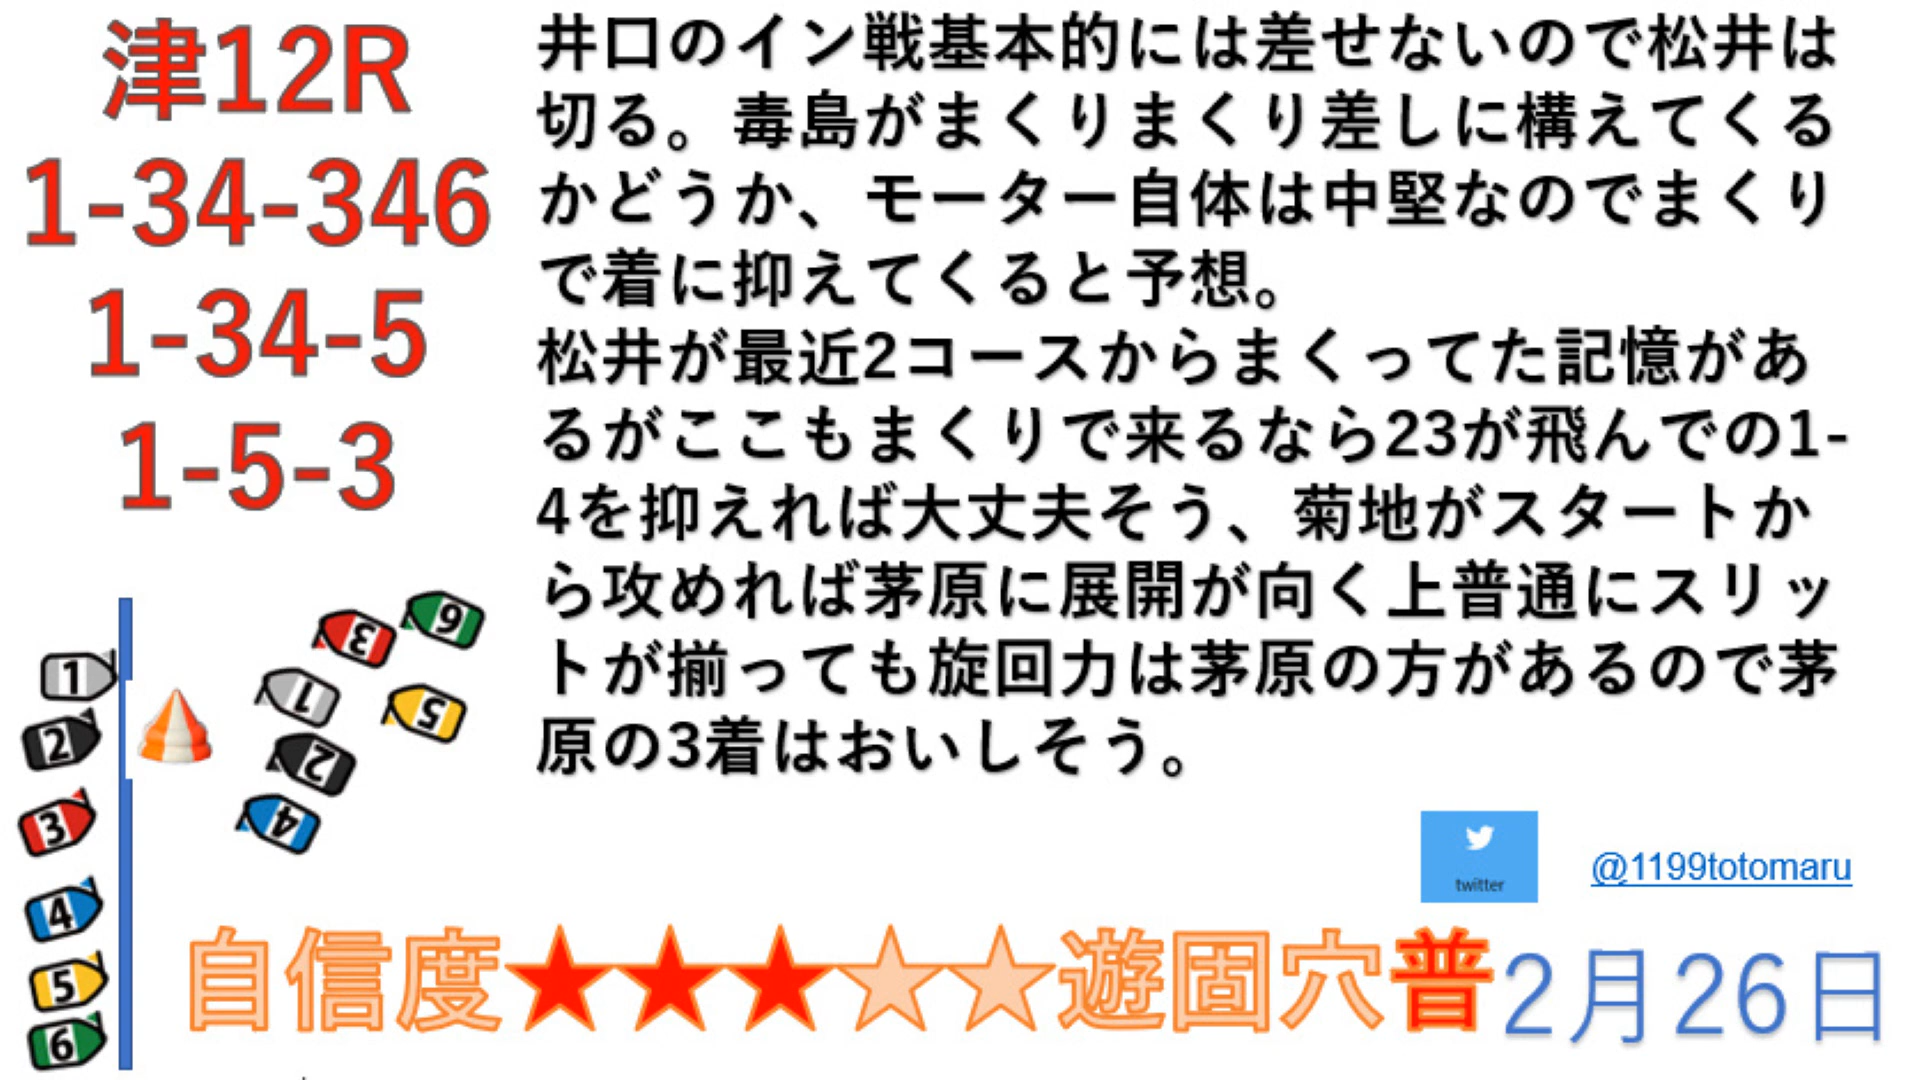 津12R
1-34-346
1-34-5
1-5-3
井口のイン戦基本的には差せないので松井は
切る。毒島がまくりまくり差しに構えてくる
かどうか、モーター自体は中堅なのでまくり
で着に抑えてくると予想。
松井が最近2コースからまくってた記憶があ
るがここもまくりで来るなら23が飛んでの1-
4を抑えれば大丈夫そう、菊地がスタートか
ら攻めれば茅原に展開が向く上普通にスリッ
トが揃っても旋回力は茅原の方があるので茅
原の3着はおいしそう。
1
2
3
4
5
6
6
3
1
5
2
4
twitter
@1199totomaru
自信度★★★★★遊固穴普2月26日